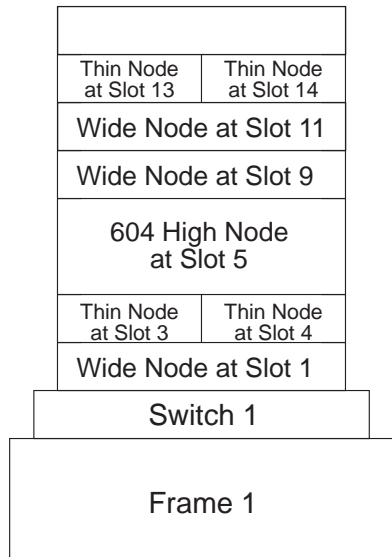 Thin Node
at Slot 13
Thin Node
at Slot 14
Wide Node at Slot 11
Wide Node at Slot 9
604 High Node
at Slot 5
Thin Node
at Slot 3
Thin Node
at Slot 4
Wide Node at Slot 1
Switch 1
Frame 1